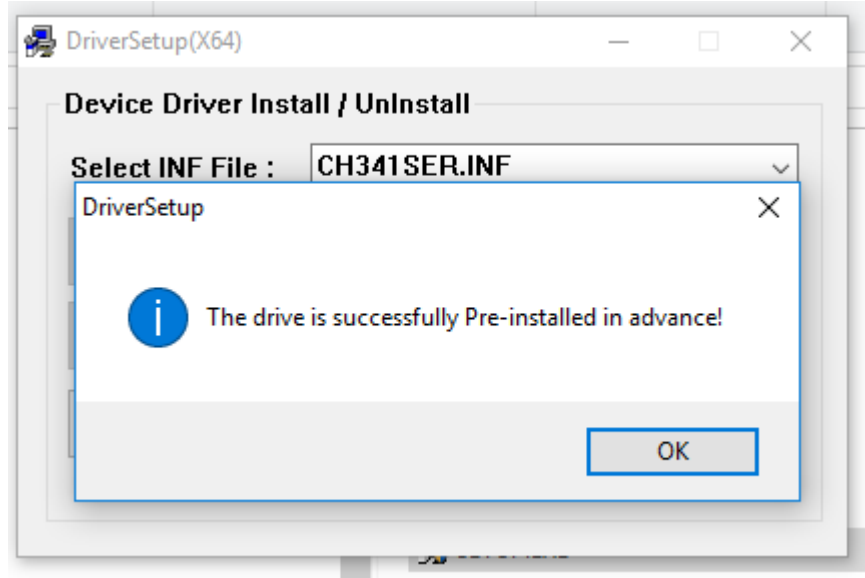 DriverSetup(X64)
Device Driver Install / UnInstall
Select INF File :
CH341SER.INF
DriverSetup
The drive is successfully Pre-installed in advance!
OK